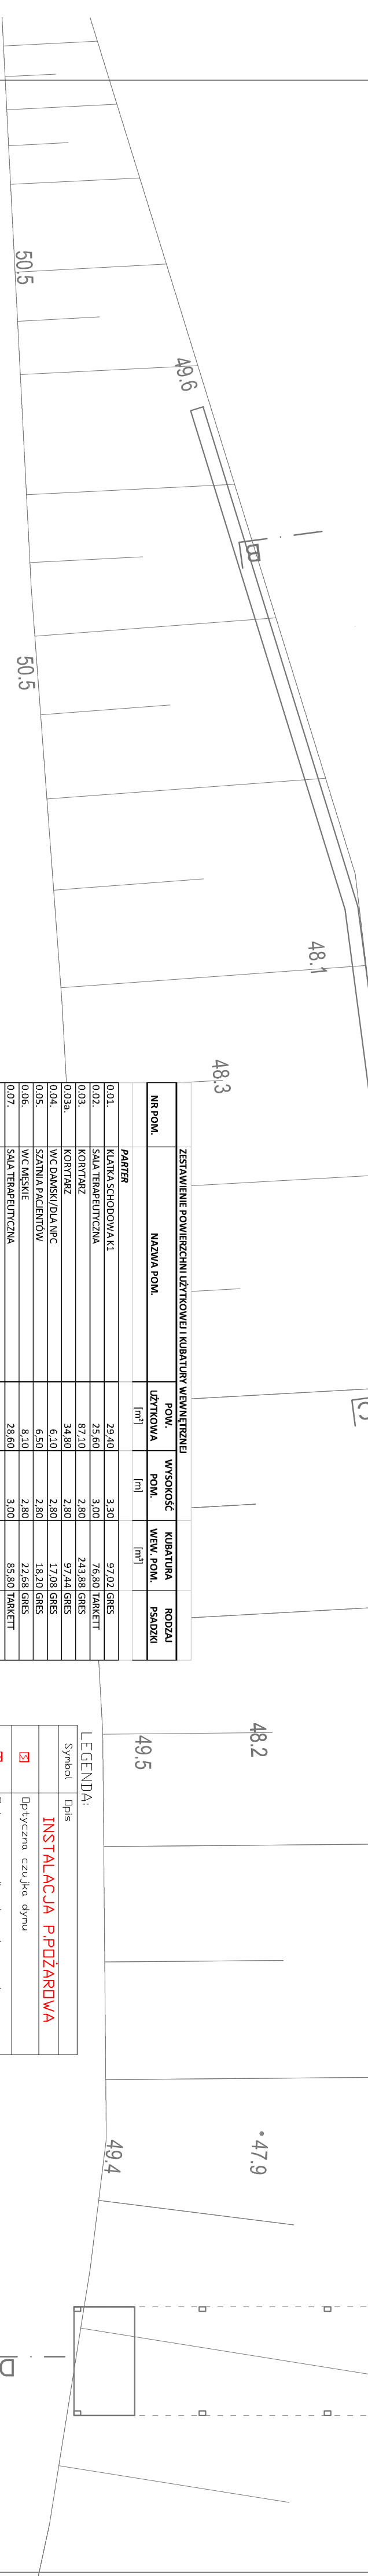 50.5
49.6
B
50.5
48.1
48.3
ZESTAWIENIE POWIERZCHNI UŻYTKOWEJ I KUBATURY WEWNĘTRZNEJ
NR POM. NAZWA POM. POW. UŻYTKOWA WYSOKOŚĆ POM. KUBATURA WEW. POM. RODZAJ PSADZKI
[m²] [m] [m³]
PARTER
0.01. KLATKA SCHODOWA K1 29,40 3,30 97,02 GRES
0.02. SALA TERAPEUTYCZNA 25,60 3,00 76,80 TARKETT
0.03. KORYTARZ 87,10 2,80 243,88 GRES
0.03a. KORYTARZ 34,80 2,80 97,44 GRES
0.04. WC DAMSKI/DLA NPC 6,10 2,80 17,08 GRES
0.05. SZATNIA PACJENTÓW 6,50 2,80 18,20 GRES
0.06. WC MĘSKIE 8,10 2,80 22,68 GRES
0.07. SALA TERAPEUTYCZNA 28,60 3,00 85,80 TARKETT
48.2
49.5
LEGENDA:
Symbol Opis
INSTALACJA P.POŻAROWA
S Optyczna czujka dymu
47.9
49.4
D